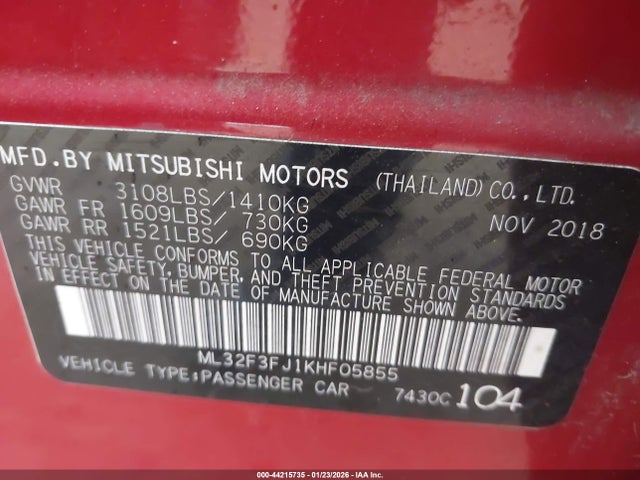 MFD.BY MITSUBISHI MOTORS (THAILAND) CO.,LTD.
GVWR 3108LBS/1410KG
GAWR FR 1609LBS/ 730KG NOV 2018
GAWR RR 1521LBS/ 690KG
THIS VEHICLE CONFORMS TO ALL APPLICABLE FEDERAL MOTOR
VEHICLE SAFETY, BUMPER, AND THEFT PREVENTION STANDARDS
IN EFFECT ON THE DATE OF MANUFACTURE SHOWN ABOVE.
ML32F3FJ1KHF05855
VEHICLE TYPE:PASSENGER CAR 7430C 104
000-44215735 - 01/23/2026 - IAA Inc.